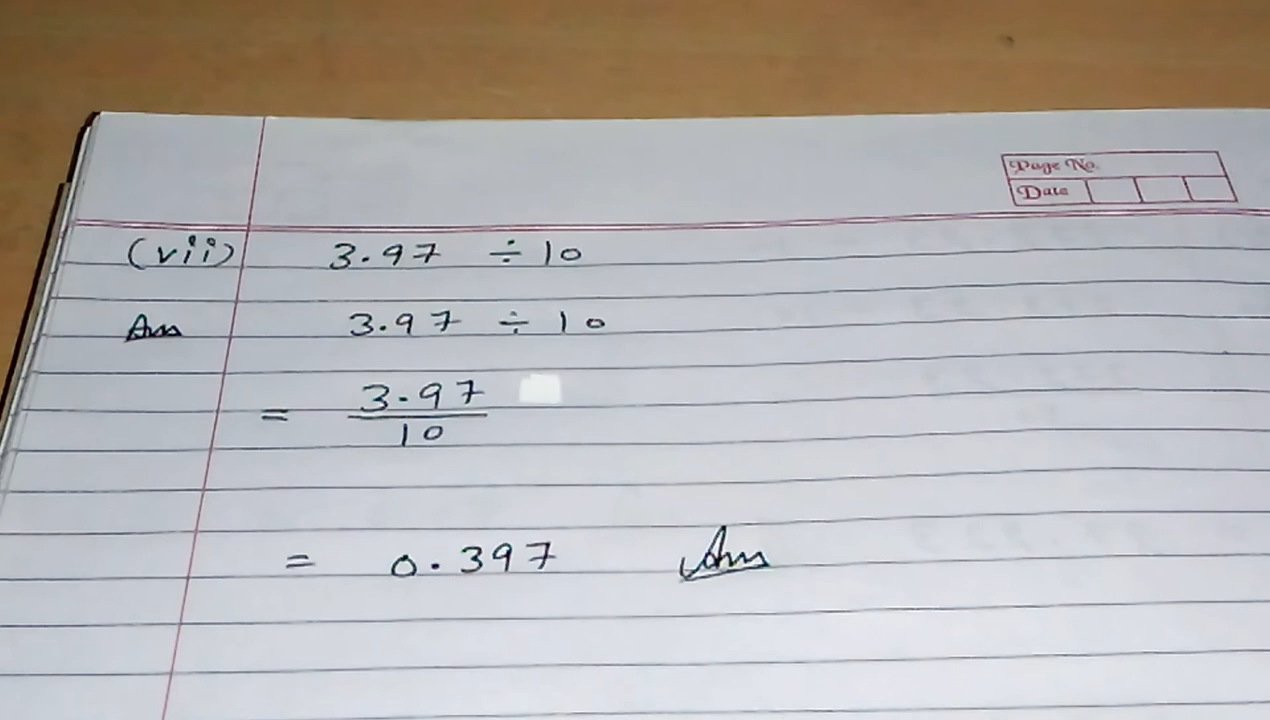 Page No.
Date
(vii) 3.97 ÷ 10
Ans 3.97 ÷ 10
= 3.97
10
= 0.397 Ans